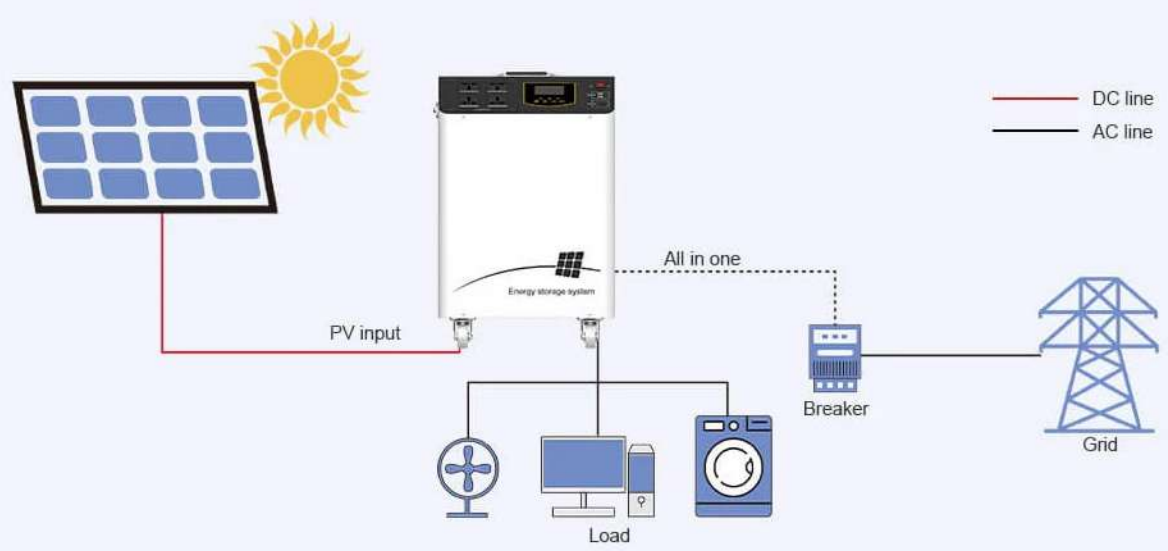 DC line
AC line
All in one
Energy storage system
PV input
Breaker
Grid
Load